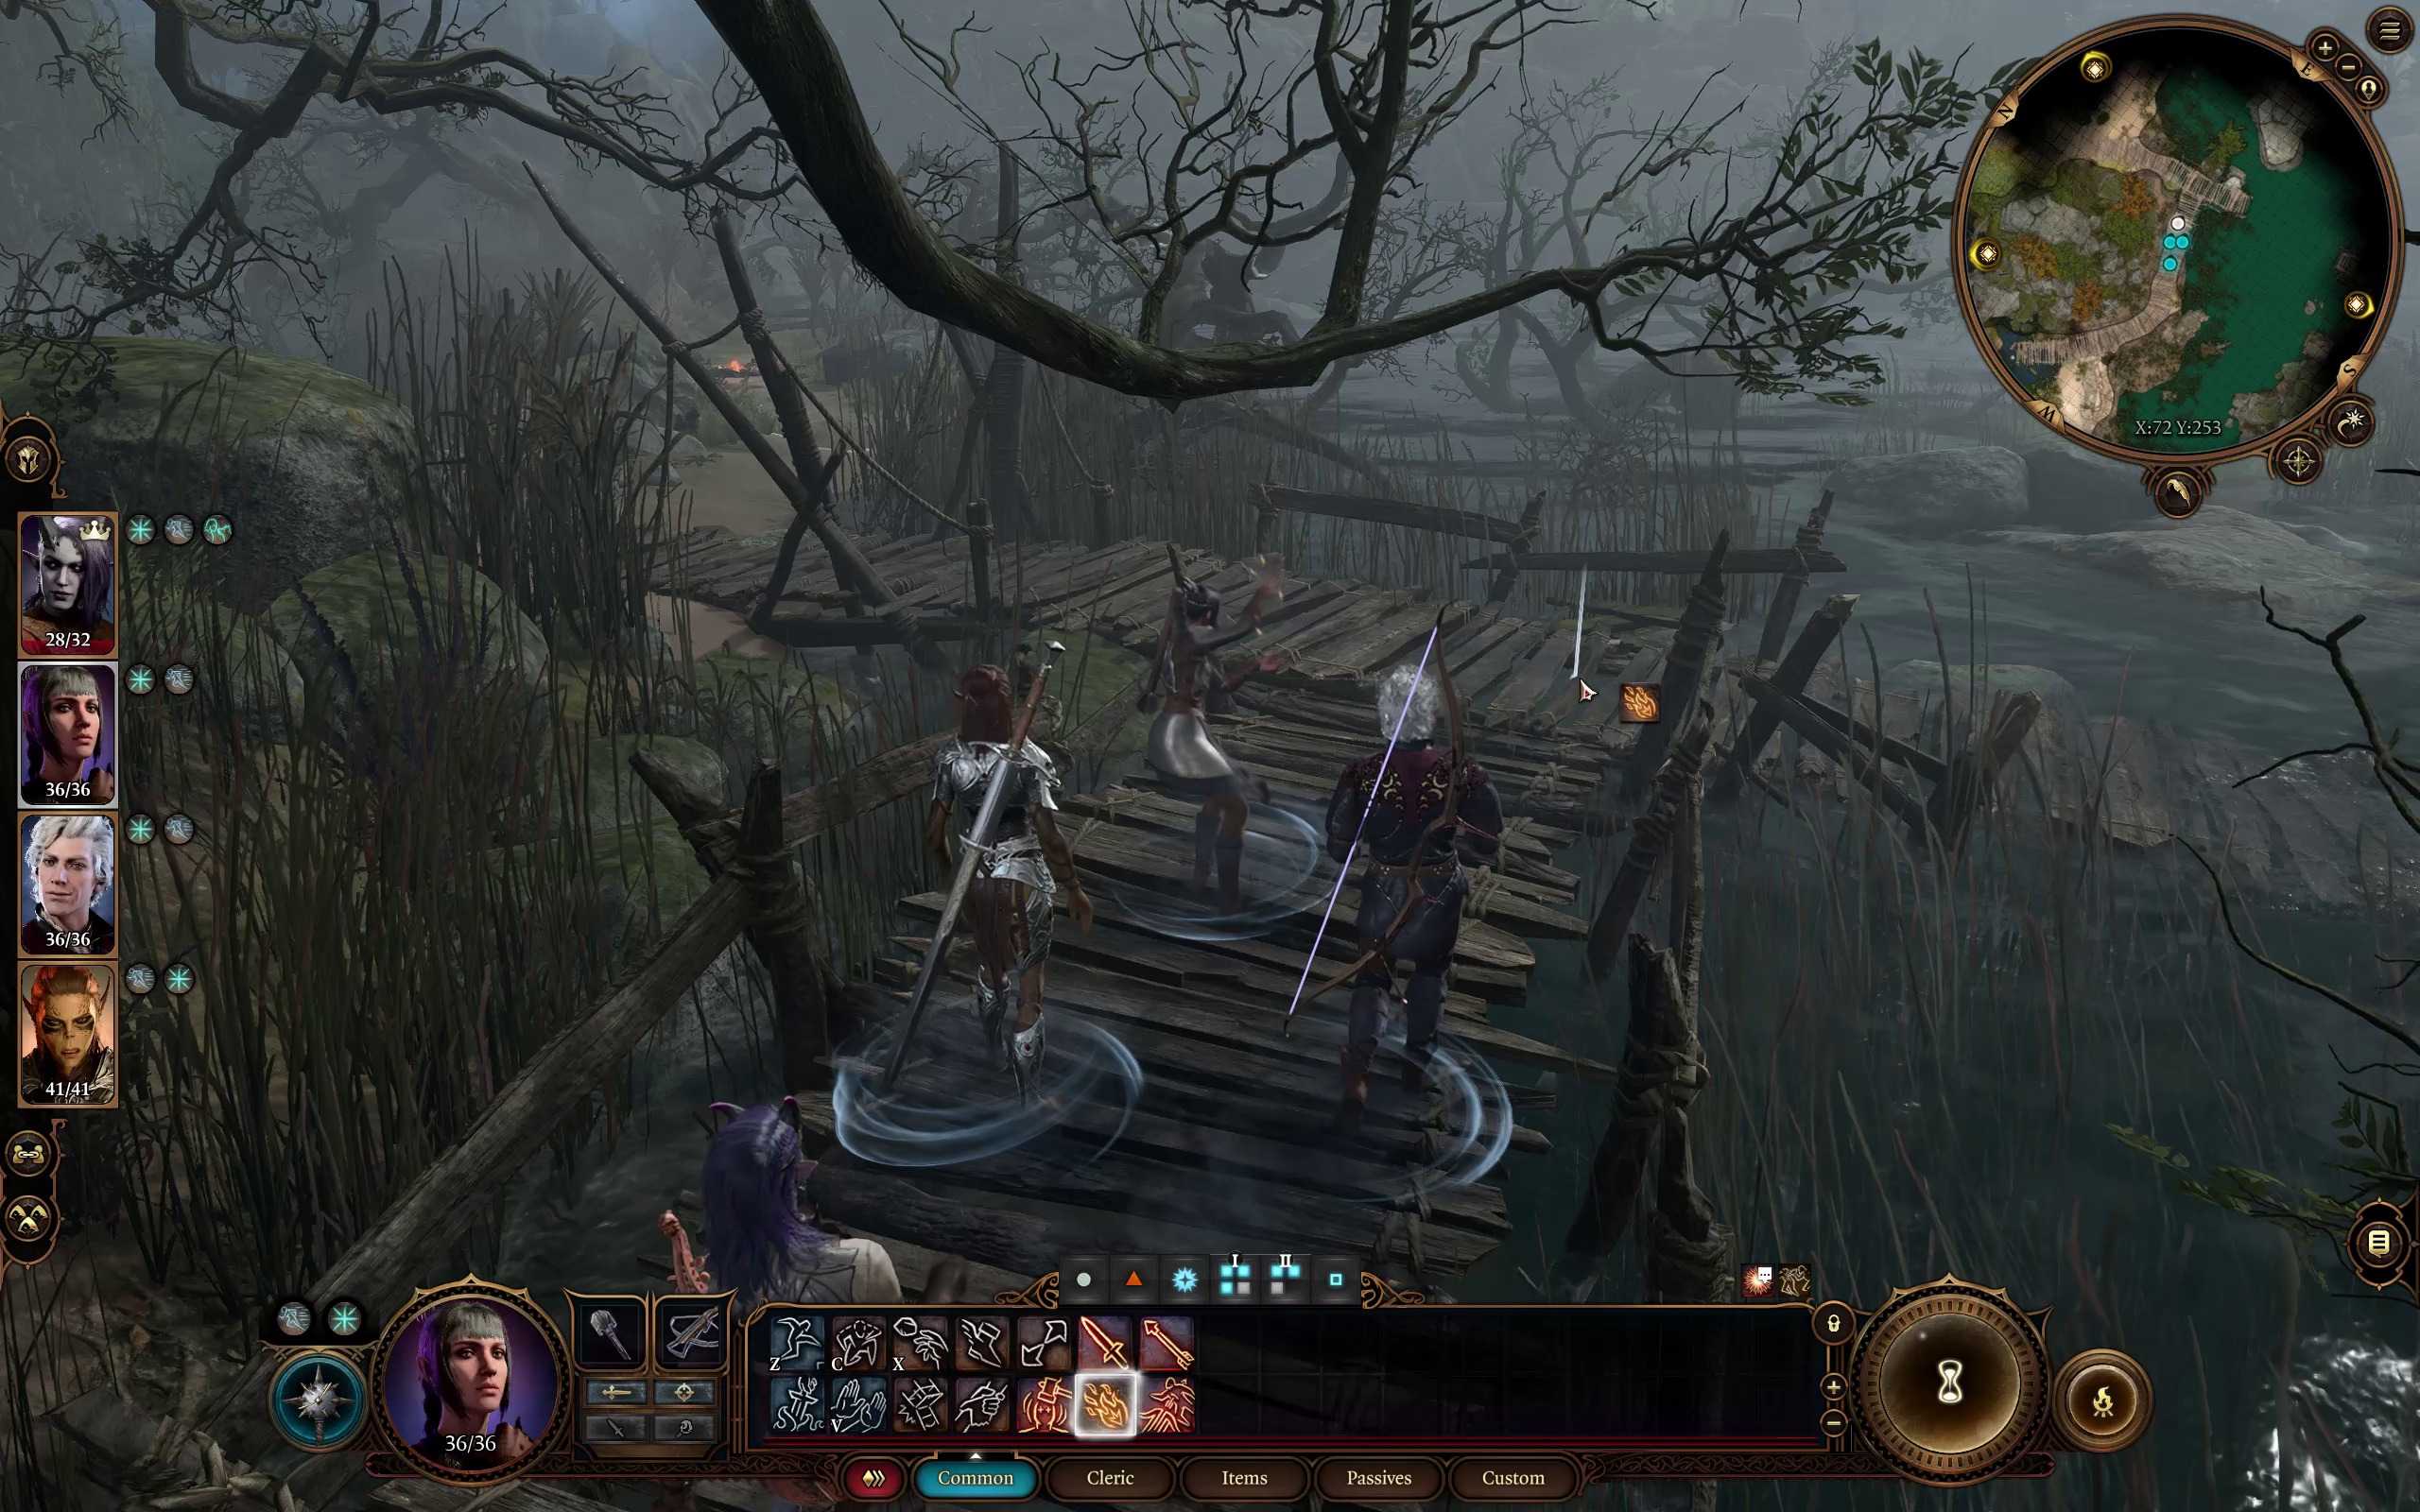 N
E
S
W
X:72 Y:253
28/32
36/36
36/36
41/41
I
II
Z
C
X
V
36/36
Common
Cleric
Items
Passives
Custom